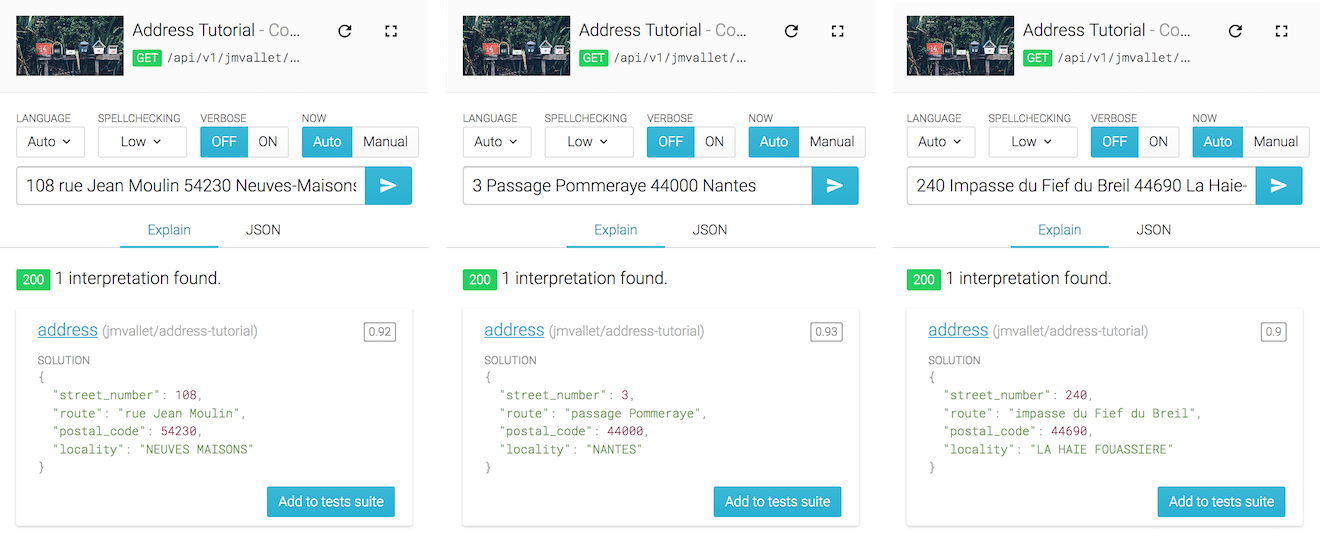 Address Tutorial - Co...
GET /api/v1/jmvallet/...
LANGUAGE SPELLCHECKING VERBOSE NOW
Auto Low OFF ON Auto Manual
108 rue Jean Moulin 54230 Neuves-Maisons
Explain JSON
200 1 interpretation found.
address (jmvallet/address-tutorial) 0.92
SOLUTION
{
"street_number": 108,
"route": "rue Jean Moulin",
"postal_code": 54230,
"locality": "NEUVES MAISONS"
}
Add to tests suite
Address Tutorial - Co...
GET /api/v1/jmvallet/...
LANGUAGE SPELLCHECKING VERBOSE NOW
Auto Low OFF ON Auto Manual
3 Passage Pommeraye 44000 Nantes
Explain JSON
200 1 interpretation found.
address (jmvallet/address-tutorial) 0.93
SOLUTION
{
"street_number": 3,
"route": "passage Pommeraye",
"postal_code": 44000,
"locality": "NANTES"
}
Add to tests suite
Address Tutorial - Co...
GET /api/v1/jmvallet/...
LANGUAGE SPELLCHECKING VERBOSE NOW
Auto Low OFF ON Auto Manual
240 Impasse du Fief du Breil 44690 La Haie-
Explain JSON
200 1 interpretation found.
address (jmvallet/address-tutorial) 0.9
SOLUTION
{
"street_number": 240,
"route": "impasse du Fief du Breil",
"postal_code": 44690,
"locality": "LA HAIE FOUASSIERE"
}
Add to tests suite